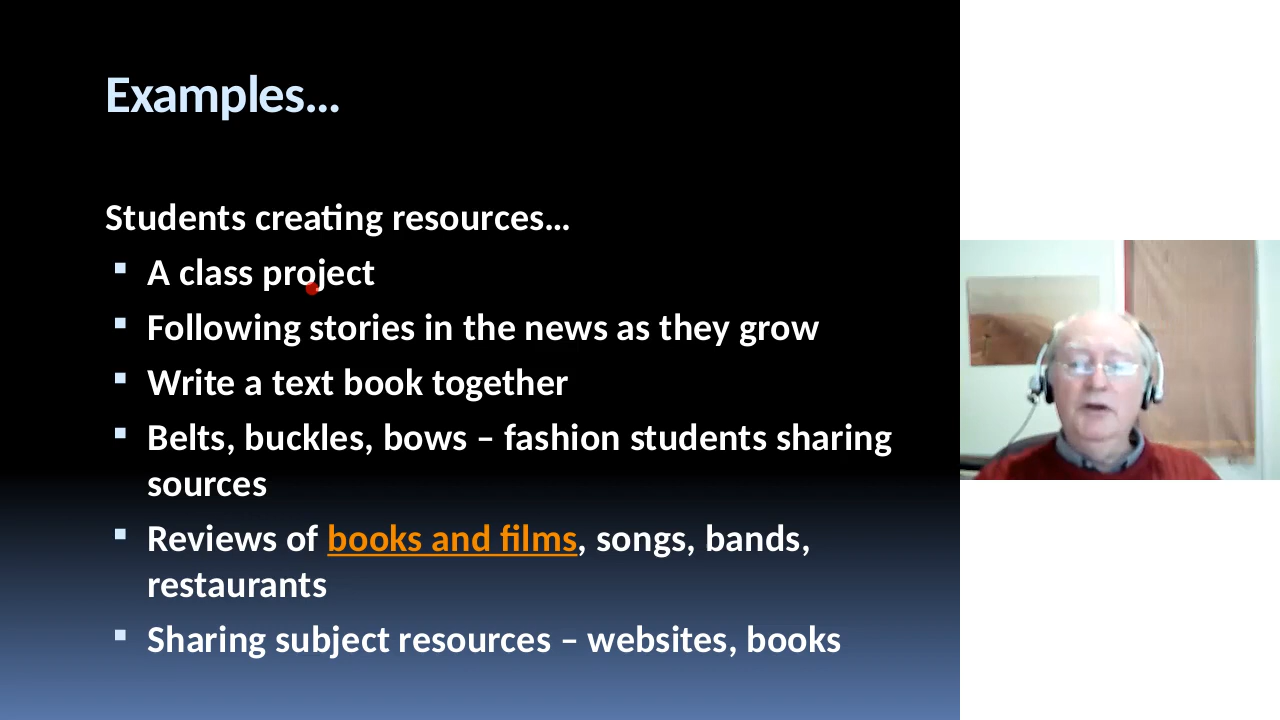 Examples…
Students creating resources…
A class project
Following stories in the news as they grow
Write a text book together
Belts, buckles, bows – fashion students sharing
sources
Reviews of books and films, songs, bands,
restaurants
Sharing subject resources – websites, books